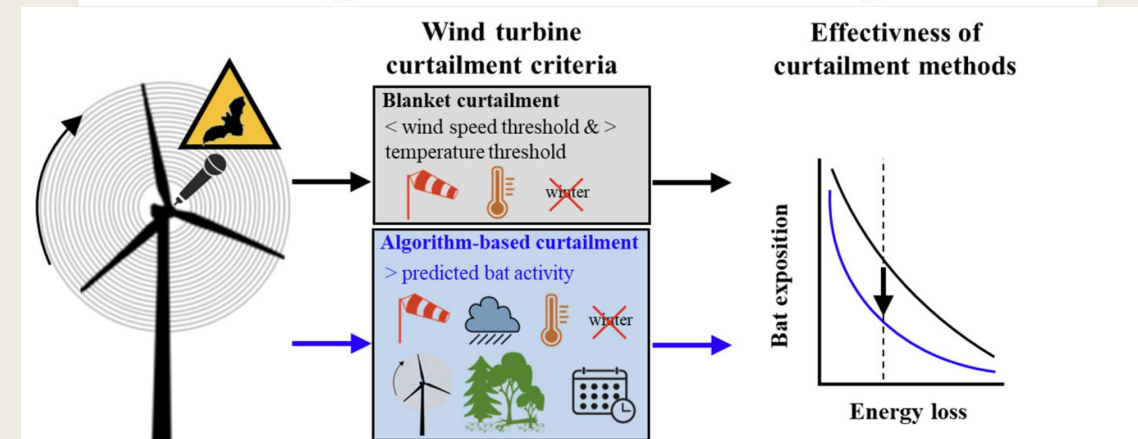 Wind turbine
curtailment criteria
Effectivness of
curtailment methods
Blanket curtailment
< wind speed threshold & >
temperature threshold
winter
Algorithm-based curtailment
> predicted bat activity
winter
Bat exposition
Energy loss